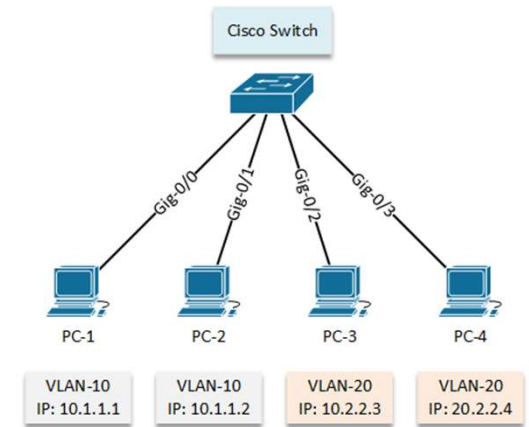 Cisco Switch
Gig-0/0
Gig-0/1
Gig-0/2
Gig-0/3
PC-1
PC-2
PC-3
PC-4
VLAN-10
IP: 10.1.1.1
VLAN-10
IP: 10.1.1.2
VLAN-20
IP: 10.2.2.3
VLAN-20
IP: 20.2.2.4